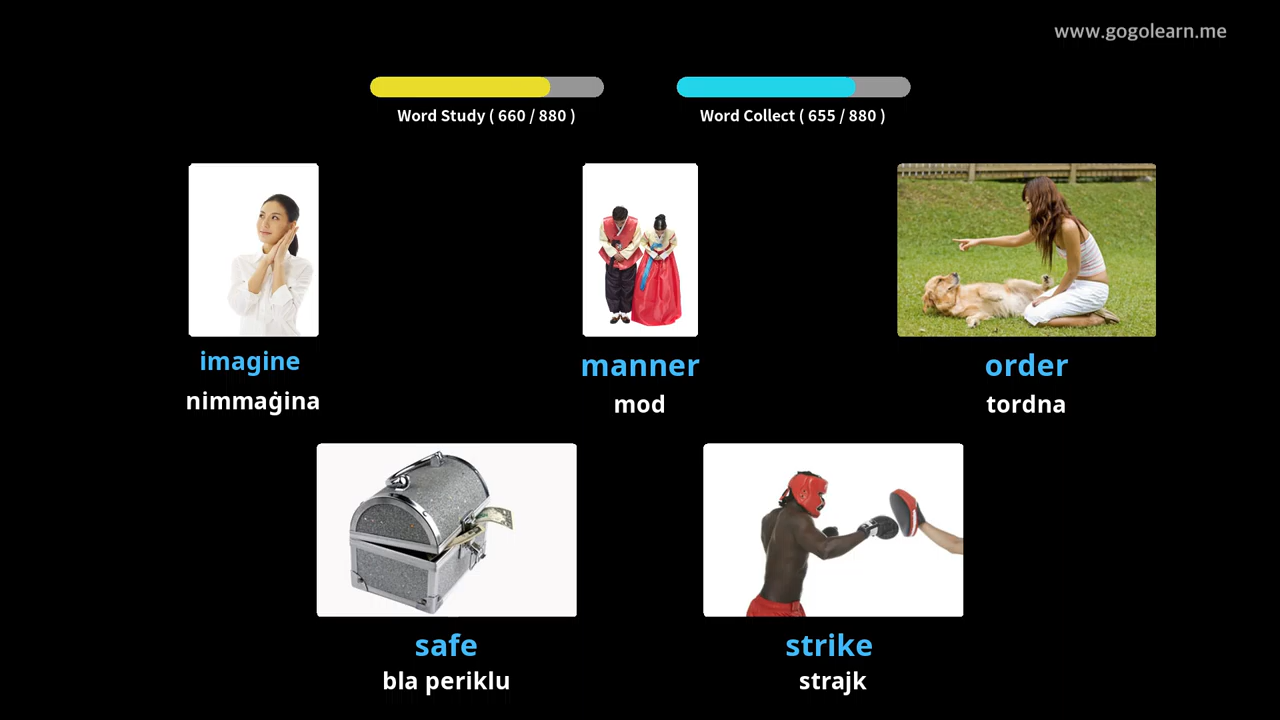 www.gogolearn.me
Word Study ( 660 / 880 )
Word Collect ( 655 / 880 )
imagine
nimmaġina
manner
mod
order
tordna
safe
bla periklu
strike
strajk